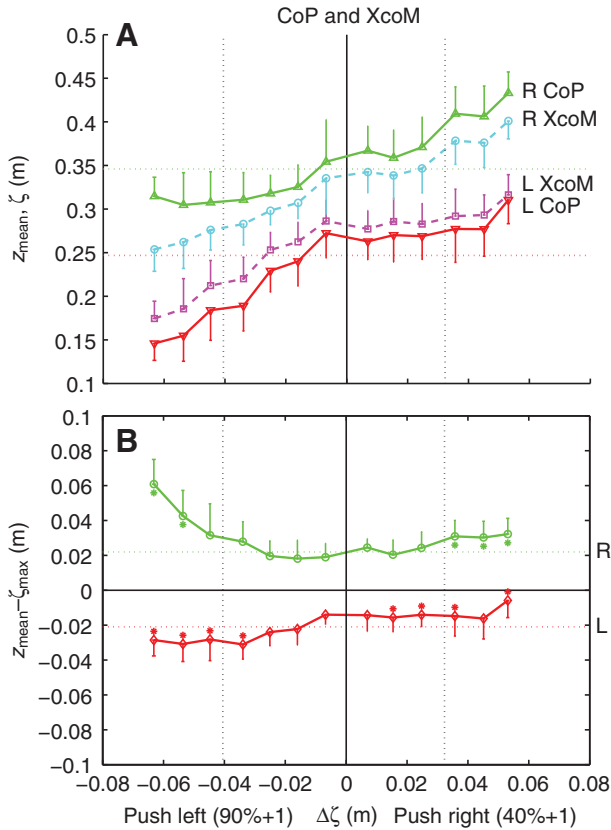 CoP and XcoM
A
0.5
0.45
0.4
0.35
0.3
0.25
0.2
0.15
0.1
z_mean, ζ (m)
R CoP
R XcoM
L XcoM
L CoP
B
0.1
0.08
0.06
0.04
0.02
0
−0.02
−0.04
−0.06
−0.08
−0.1
z_mean−ζ_max (m)
R
L
−0.08 −0.06 −0.04 −0.02 0 0.02 0.04 0.06 0.08
Push left (90%+1) Δζ (m) Push right (40%+1)